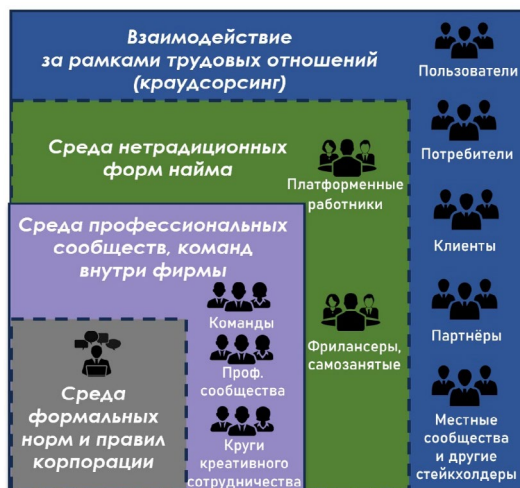 Взаимодействие
за рамками трудовых отношений
(краудсорсинг)
Пользователи
Среда нетрадиционных
форм найма
Потребители
Платформенные
работники
Среда профессиональных
сообществ, команд
внутри фирмы
Клиенты
Команды
Фрилансеры,
самозанятые
Партнёры
Проф.
сообщества
Среда
формальных
норм и правил
корпорации
Круги
креативного
сотрудничества
Местные
сообщества
и другие
стейкхолдеры